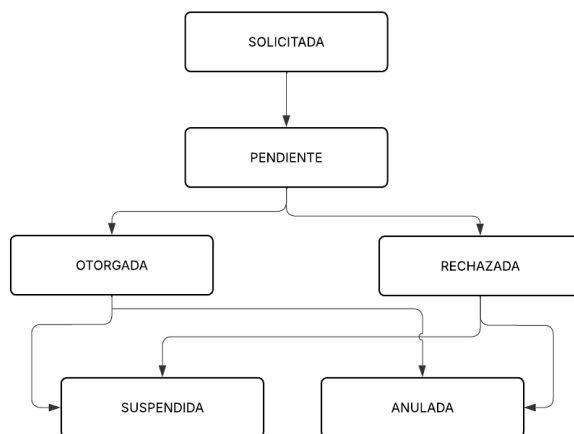 SOLICITADA
PENDIENTE
OTORGADA
RECHAZADA
SUSPENDIDA
ANULADA